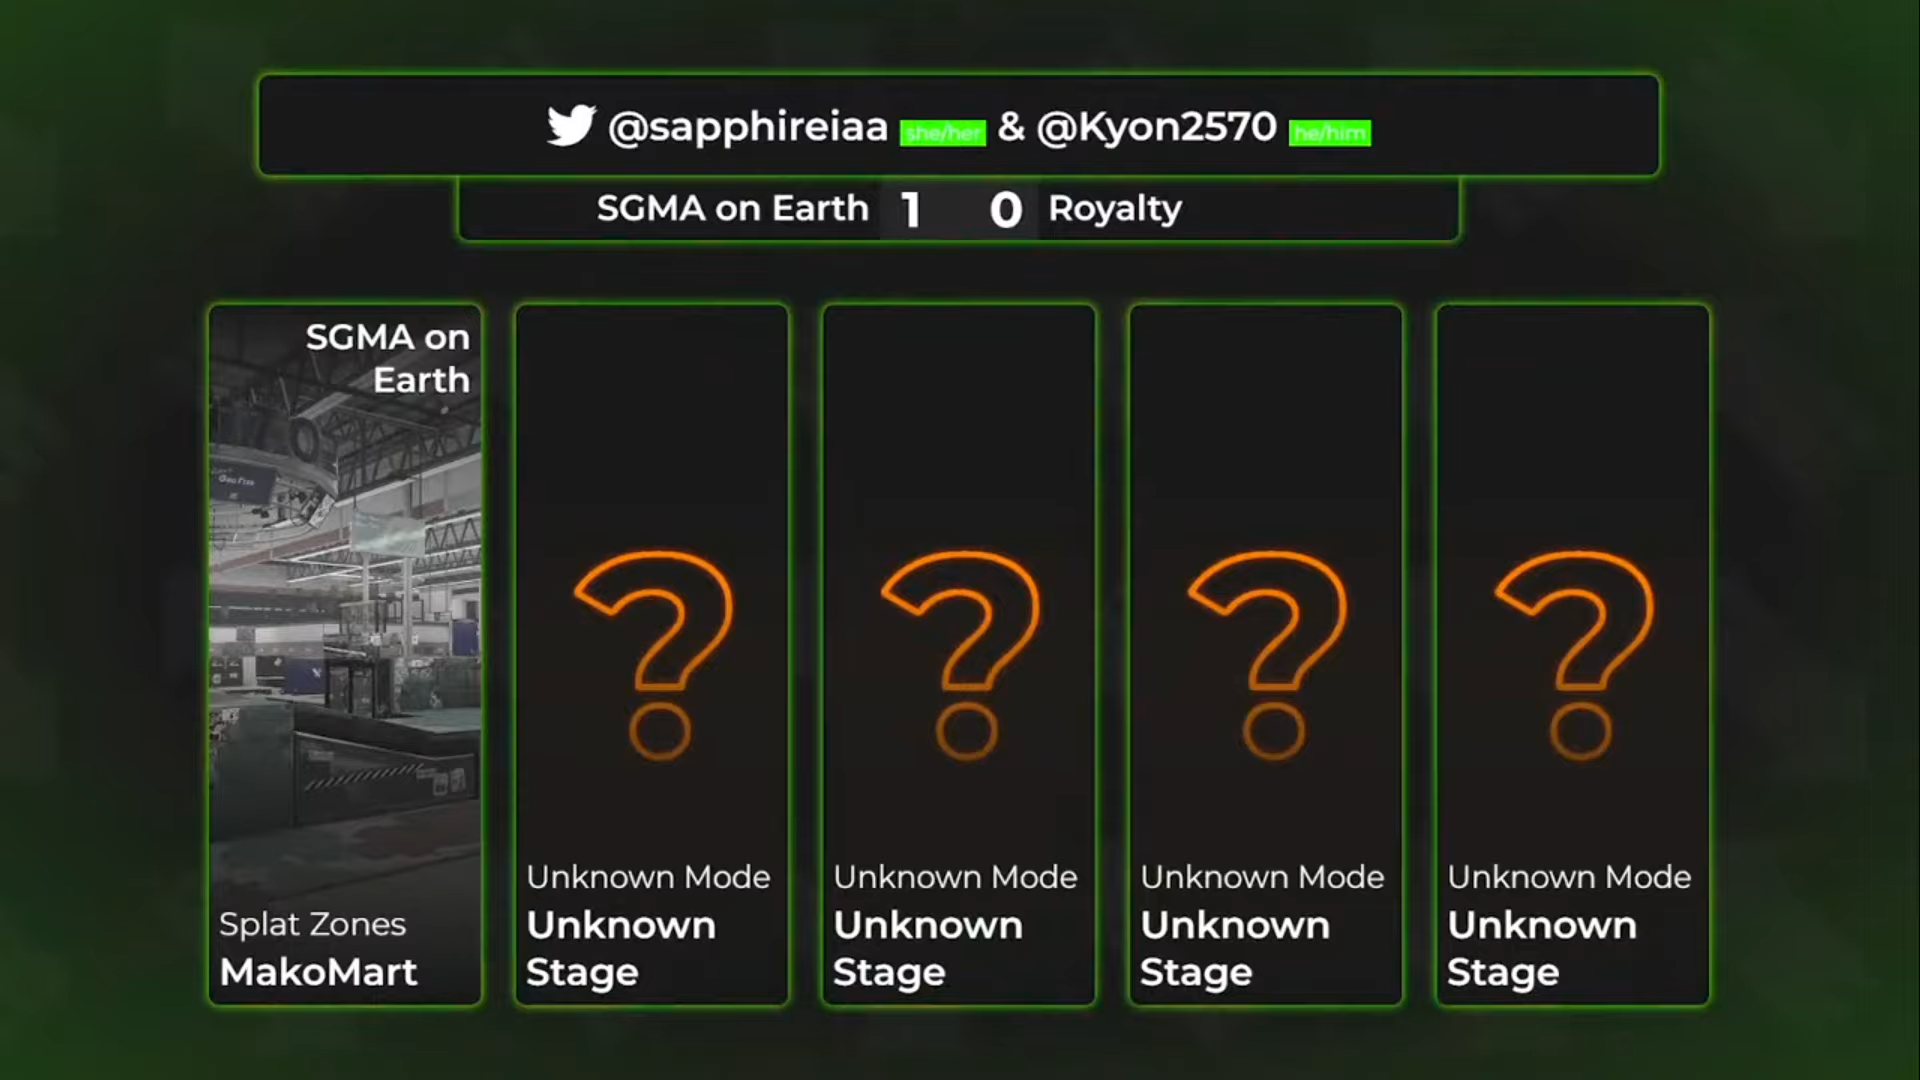 @sapphireiaa she/her & @Kyon2570 he/him
SGMA on Earth 1 0 Royalty
SGMA on
Earth
Splat Zones
MakoMart
Unknown Mode
Unknown
Stage
Unknown Mode
Unknown
Stage
Unknown Mode
Unknown
Stage
Unknown Mode
Unknown
Stage